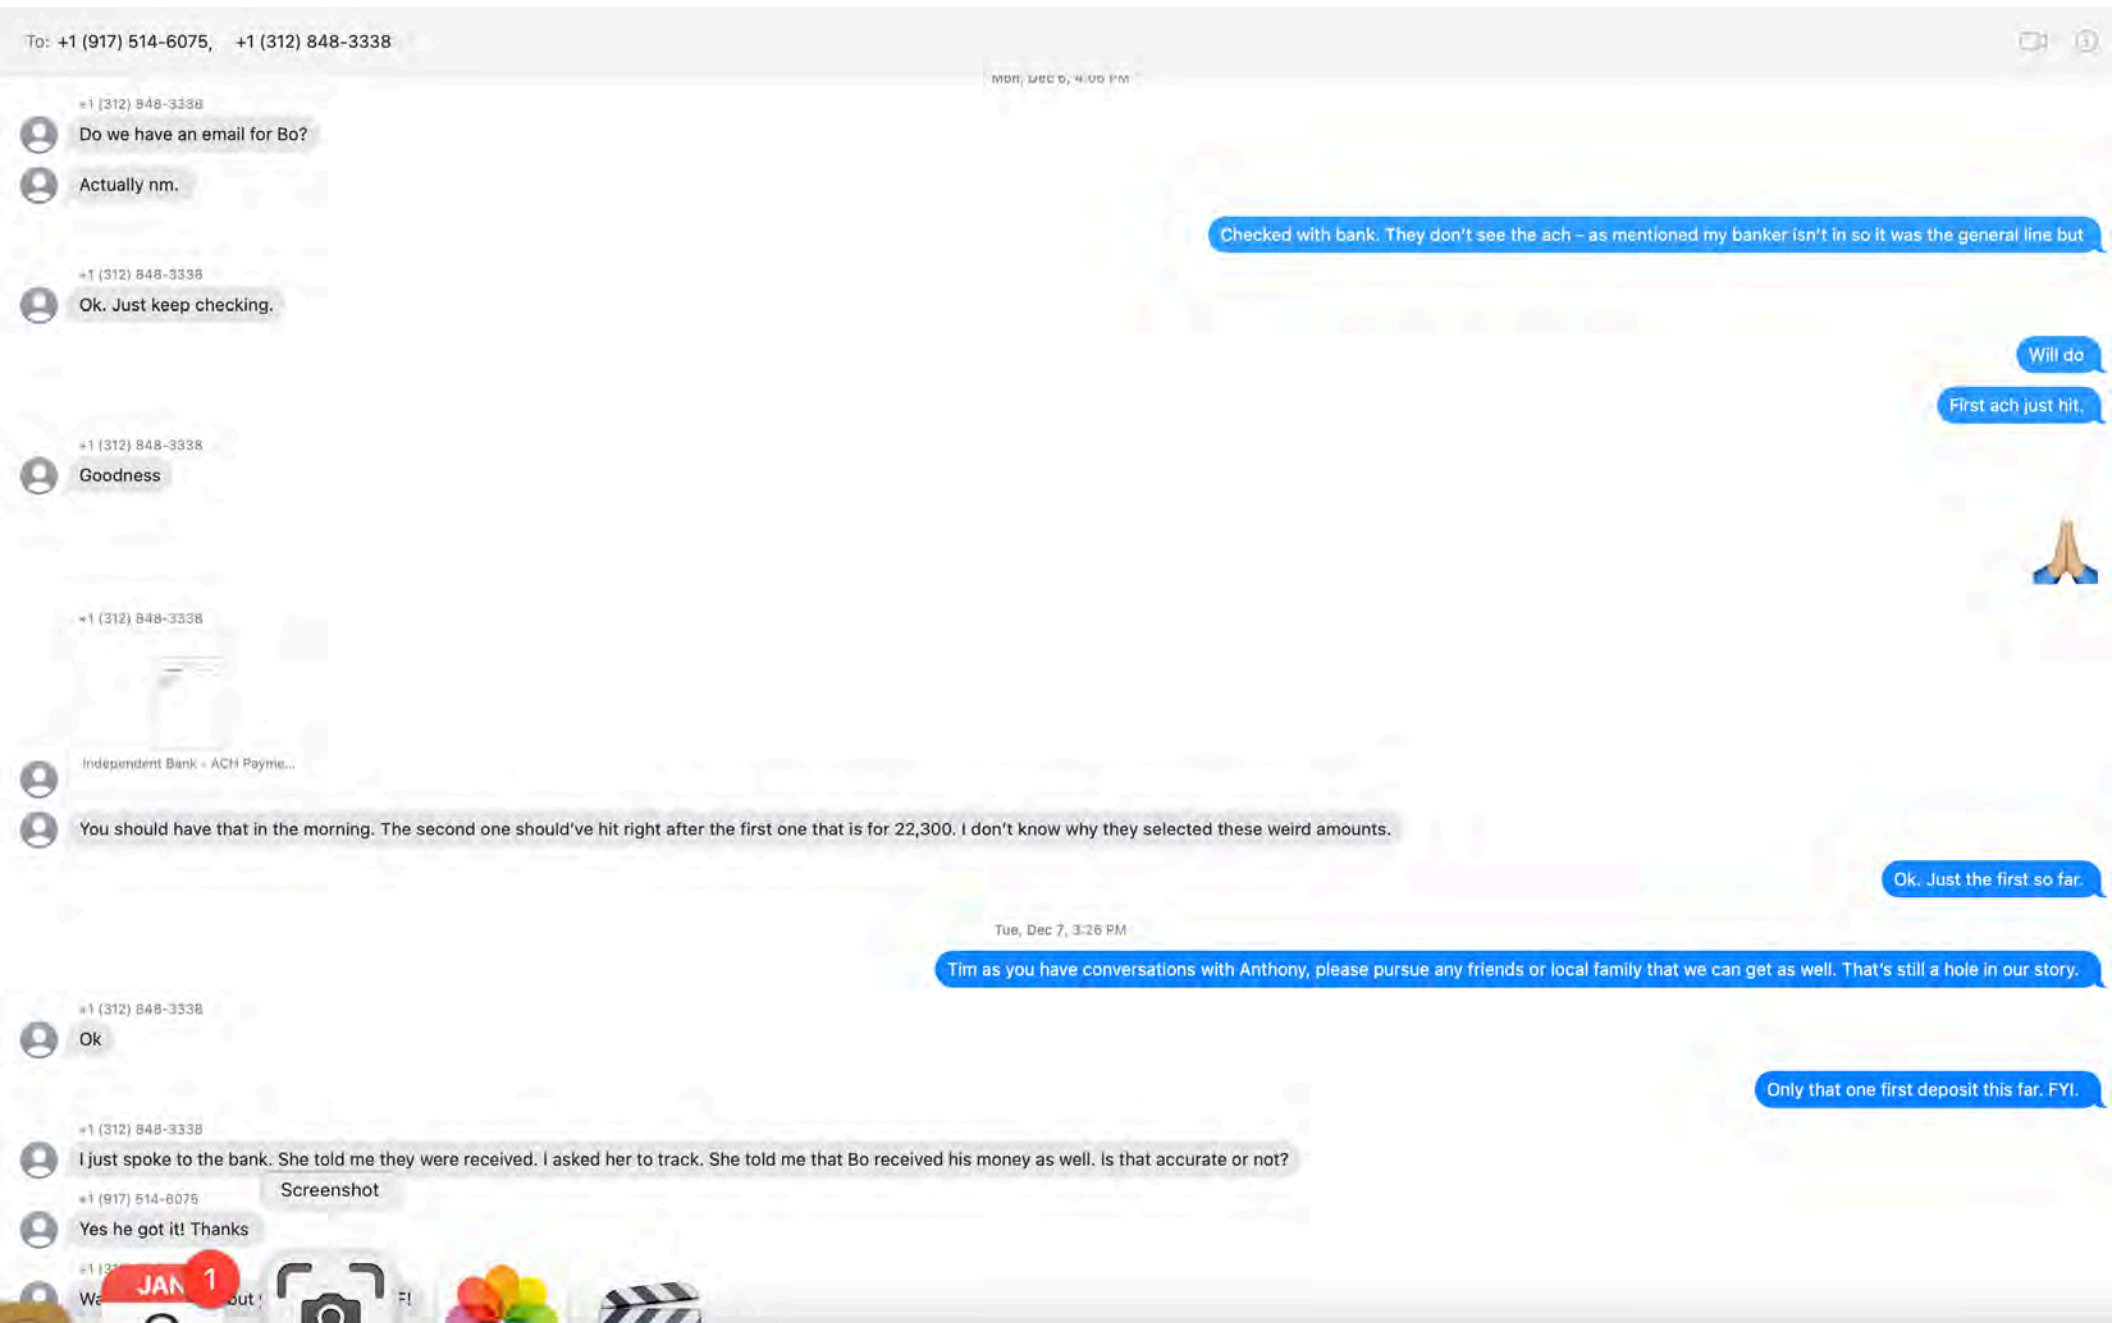 To: +1 (917) 514-6075, +1 (312) 848-3338
Mon, Dec 6, 4:06 PM
+1 (312) 848-3338
Do we have an email for Bo?
Actually nm.
Checked with bank. They don't see the ach – as mentioned my banker isn't in so it was the general line but
+1 (312) 848-3338
Ok. Just keep checking.
Will do
First ach just hit.
+1 (312) 848-3338
Goodness
+1 (312) 848-3338
Independent Bank - ACH Payme...
You should have that in the morning. The second one should've hit right after the first one that is for 22,300. I don't know why they selected these weird amounts.
Ok. Just the first so far.
Tue, Dec 7, 3:26 PM
Tim as you have conversations with Anthony, please pursue any friends or local family that we can get as well. That's still a hole in our story.
+1 (312) 848-3338
Ok
Only that one first deposit this far. FYI.
+1 (312) 848-3338
I just spoke to the bank. She told me they were received. I asked her to track. She told me that Bo received his money as well. Is that accurate or not?
Screenshot
+1 (917) 514-6075
Yes he got it! Thanks
JAN 1